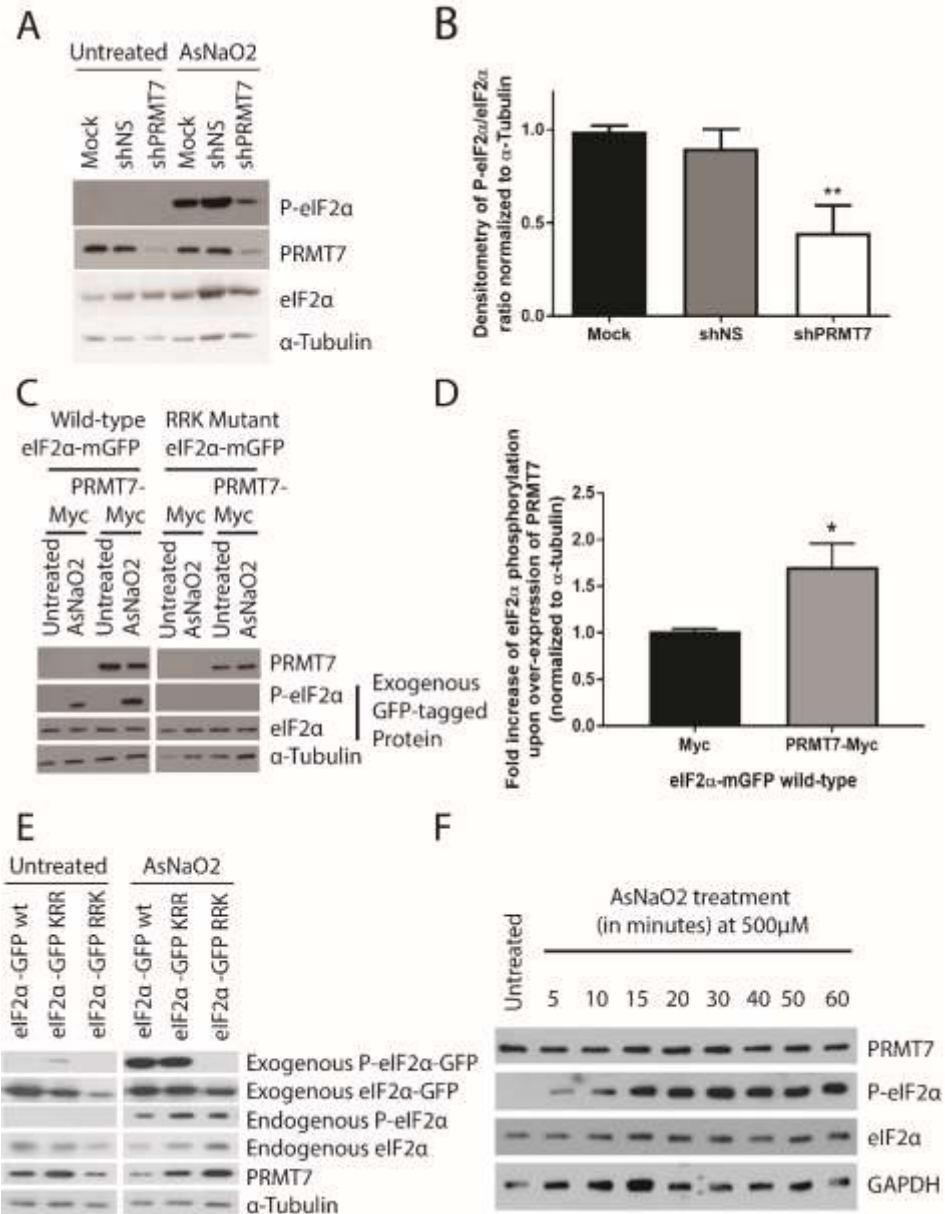 A
Untreated AsNaO2
Mock
shNS
shPRMT7
Mock
shNS
shPRMT7
P-eIF2α
PRMT7
eIF2α
α-Tubulin
B
Densitometry of P-eIF2α/eIF2α
ratio normalized to α-Tubulin
1.0
0.5
0.0
**
Mock shNS shPRMT7
C
Wild-type
eIF2α-mGFP
RRK Mutant
eIF2α-mGFP
PRMT7-
Myc Myc
PRMT7-
Myc Myc
Untreated
AsNaO2
Untreated
AsNaO2
Untreated
AsNaO2
Untreated
AsNaO2
PRMT7
P-eIF2α
eIF2α
α-Tubulin
Exogenous
GFP-tagged
Protein
D
Fold increase of eIF2α phosphorylation
upon over-expression of PRMT7
(normalized to α-tubulin)
2.5
2.0
1.5
1.0
0.5
0.0
*
Myc PRMT7-Myc
eIF2α-mGFP wild-type
E
Untreated AsNaO2
eIF2α -GFP wt
eIF2α -GFP KRR
eIF2α -GFP RRK
eIF2α -GFP wt
eIF2α -GFP KRR
eIF2α -GFP RRK
Exogenous P-eIF2α-GFP
Exogenous eIF2α-GFP
Endogenous P-eIF2α
Endogenous eIF2α
PRMT7
α-Tubulin
F
AsNaO2 treatment
(in minutes) at 500µM
Untreated
5 10 15 20 30 40 50 60
PRMT7
P-eIF2α
eIF2α
GAPDH